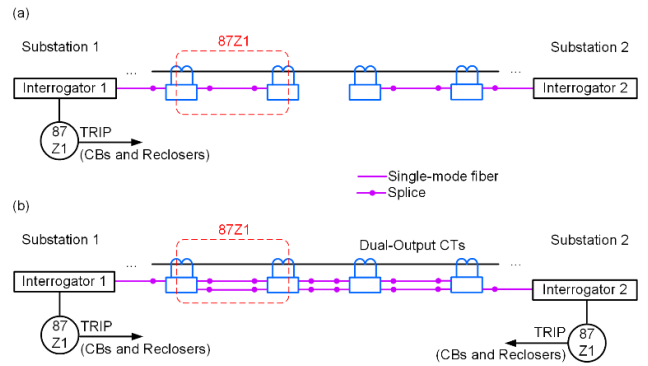 (a)
Substation 1
87Z1
Substation 2
...
...
Interrogator 1
Interrogator 2
87
Z1
TRIP
(CBs and Reclosers)
Single-mode fiber
Splice
(b)
87Z1
Substation 1
Dual-Output CTs
Substation 2
...
...
Interrogator 1
Interrogator 2
87
Z1
TRIP
(CBs and Reclosers)
TRIP
(CBs and Reclosers)
87
Z1